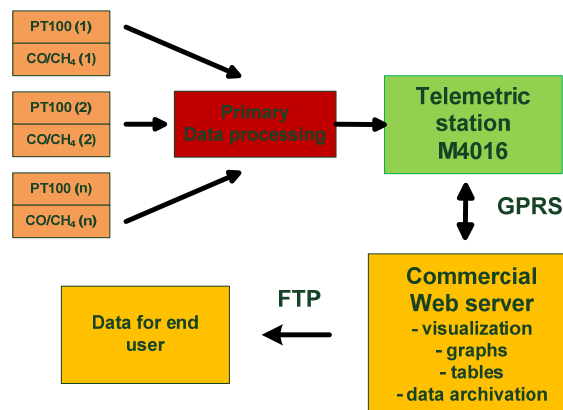 PT100 (1)
CO/CH₄ (1)
PT100 (2)
CO/CH₄ (2)
PT100 (n)
CO/CH₄ (n)
Primary
Data processing
Telemetric
station
M4016
GPRS
Commercial
Web server
- visualization
- graphs
- tables
- data archivation
FTP
Data for end
user